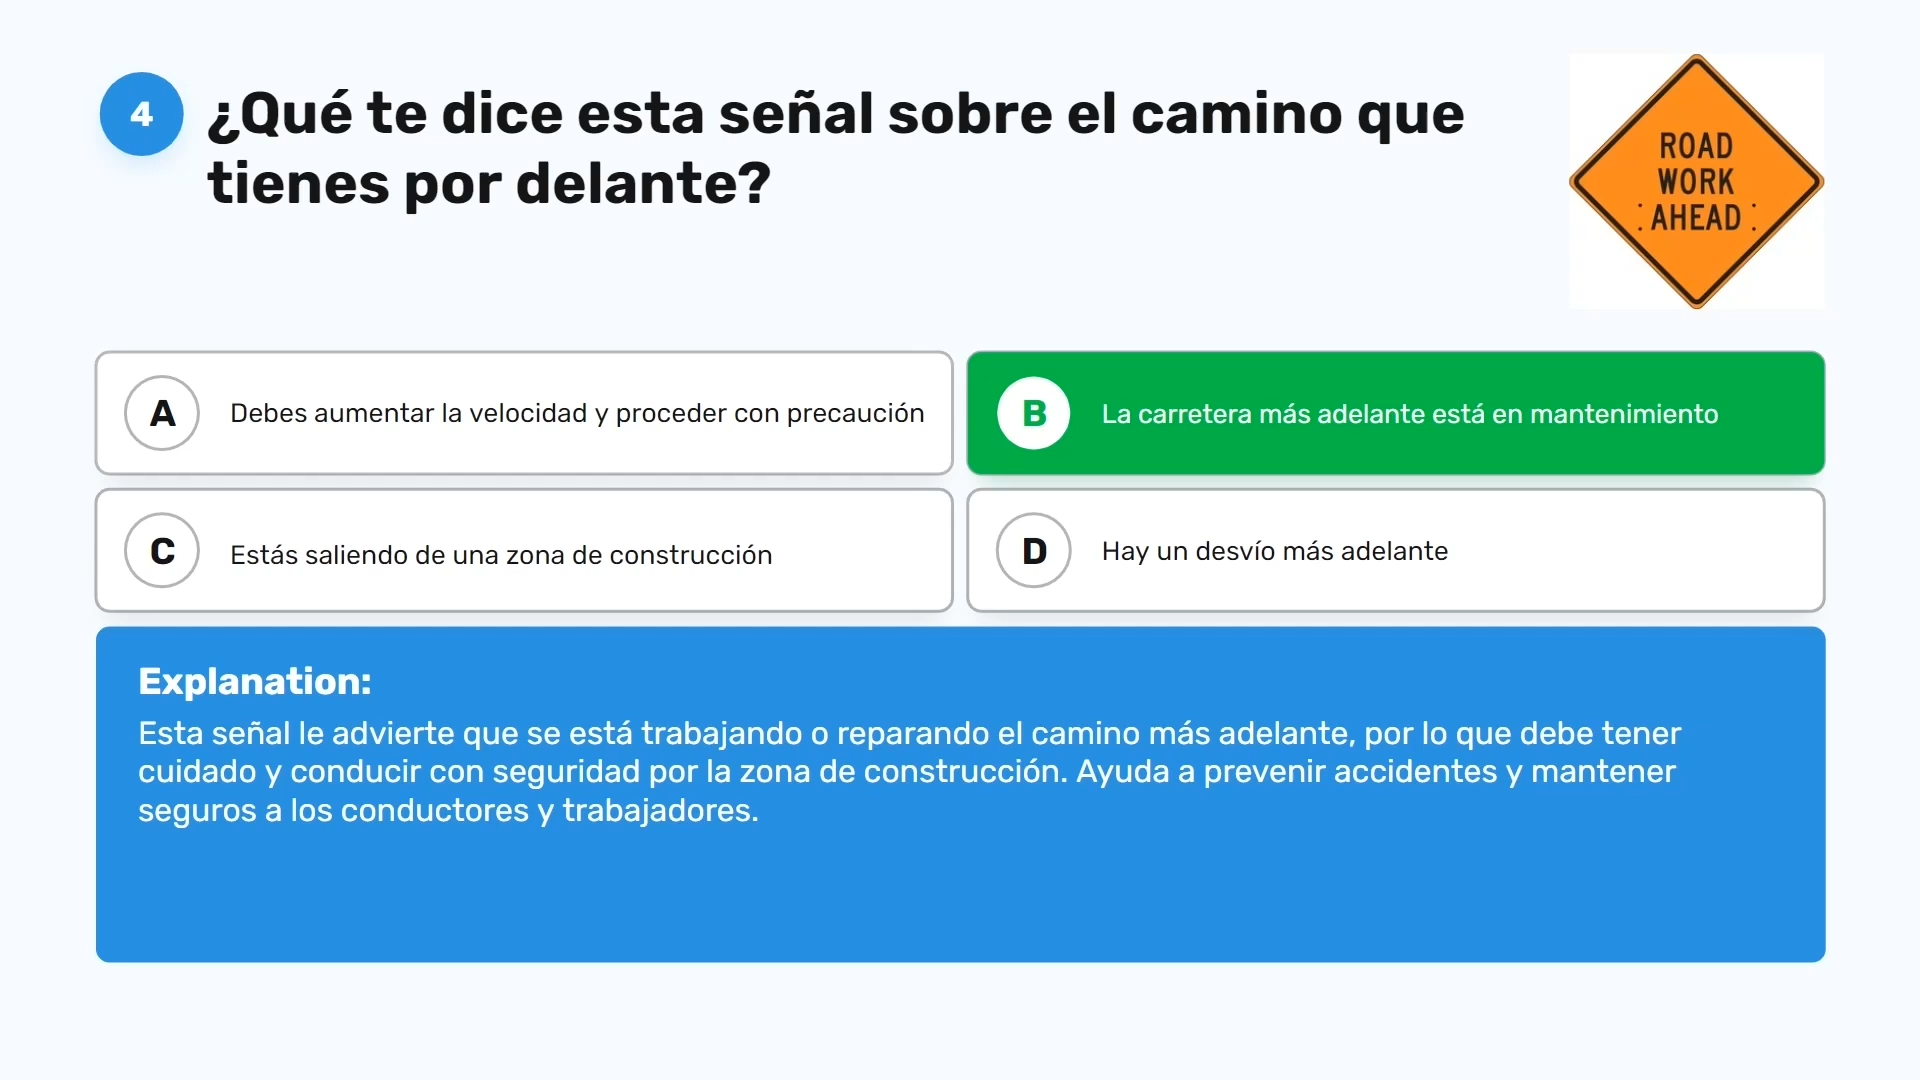 4
¿Qué te dice esta señal sobre el camino que
tienes por delante?
ROAD
WORK
AHEAD
A
Debes aumentar la velocidad y proceder con precaución
B
La carretera más adelante está en mantenimiento
C
Estás saliendo de una zona de construcción
D
Hay un desvío más adelante
Explanation:
Esta señal le advierte que se está trabajando o reparando el camino más adelante, por lo que debe tener
cuidado y conducir con seguridad por la zona de construcción. Ayuda a prevenir accidentes y mantener
seguros a los conductores y trabajadores.